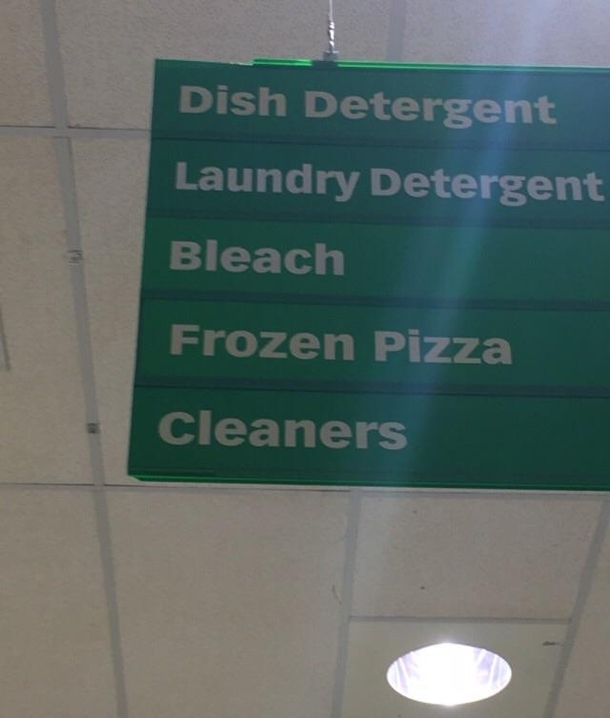 Dish Detergent
Laundry Detergent
Bleach
Frozen Pizza
Cleaners